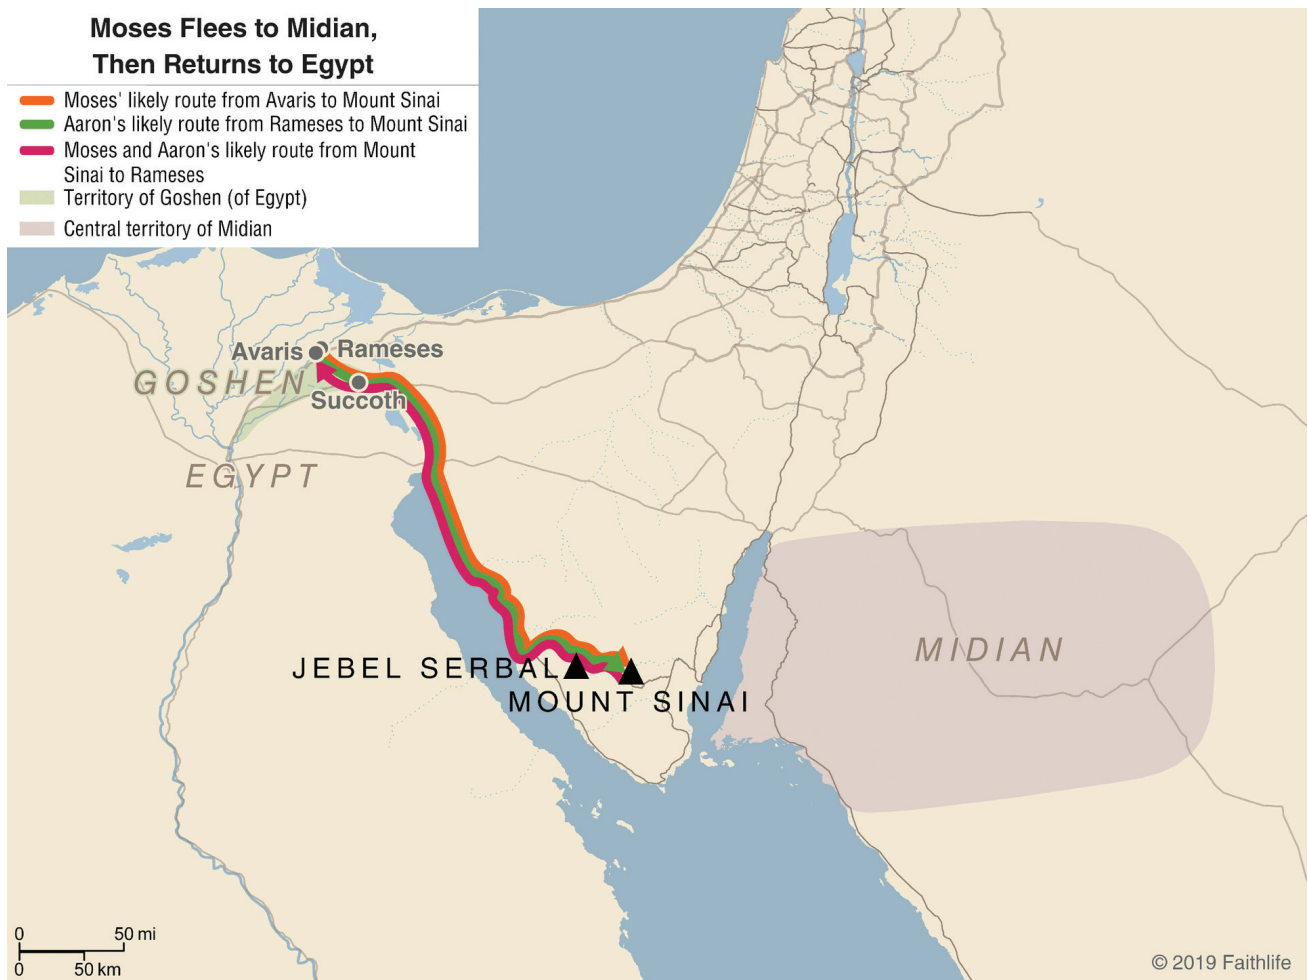 Moses Flees to Midian,
Then Returns to Egypt
Moses' likely route from Avaris to Mount Sinai
Aaron's likely route from Rameses to Mount Sinai
Moses and Aaron's likely route from Mount
Sinai to Rameses
Territory of Goshen (of Egypt)
Central territory of Midian
Avaris
Rameses
GOSHEN
Succoth
EGYPT
MIDIAN
JEBEL SERBAL
MOUNT SINAI
0 50 mi
0 50 km
© 2019 Faithlife